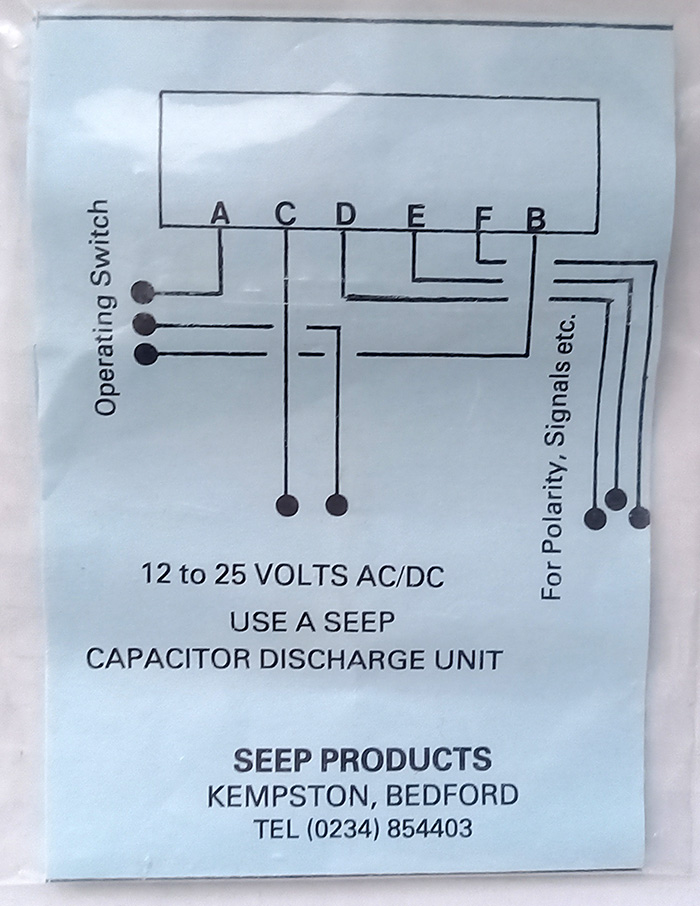 A C D E F B
Operating Switch
For Polarity, Signals etc.
12 to 25 VOLTS AC/DC
USE A SEEP
CAPACITOR DISCHARGE UNIT
SEEP PRODUCTS
KEMPSTON, BEDFORD
TEL (0234) 854403